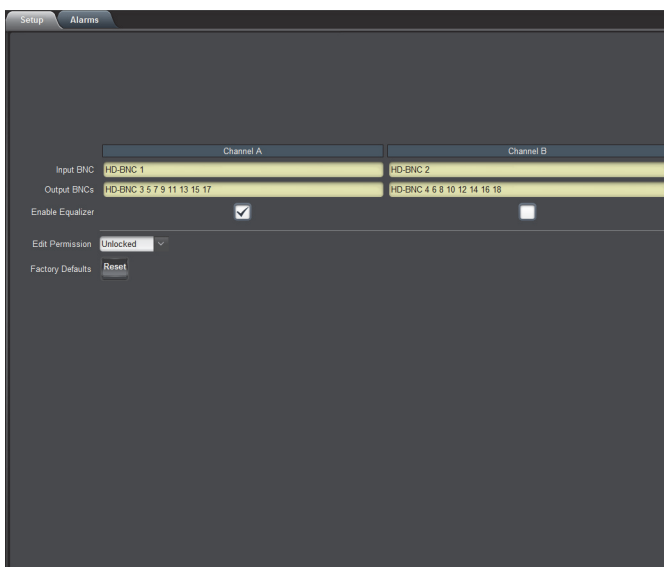 Setup Alarms
Channel A Channel B
Input BNC HD-BNC 1 HD-BNC 2
Output BNCs HD-BNC 3 5 7 9 11 13 15 17 HD-BNC 4 6 8 10 12 14 16 18
Enable Equalizer
Edit Permission Unlocked
Factory Defaults Reset